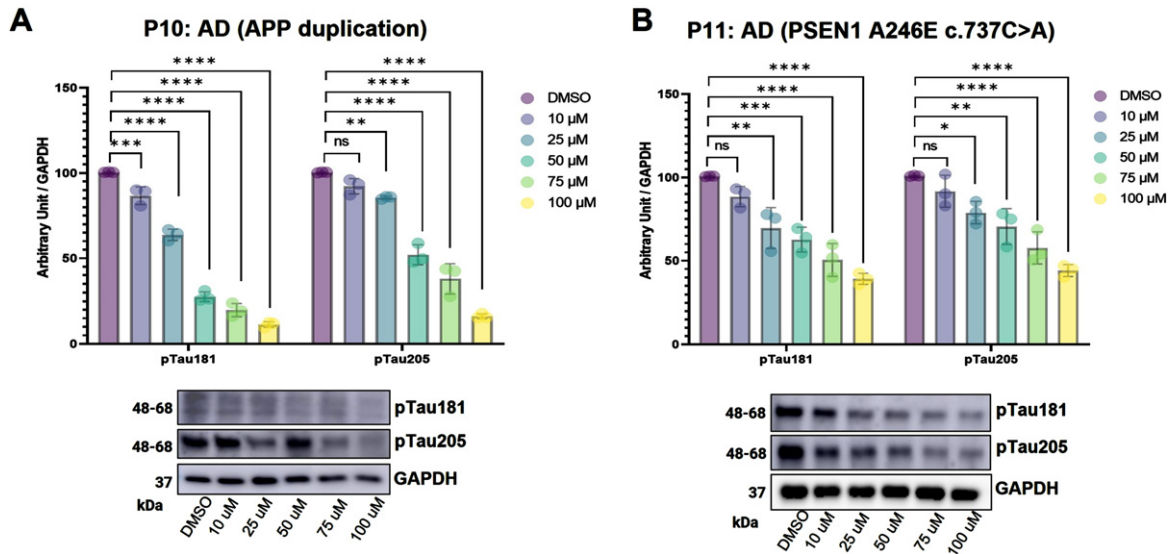 A
P10: AD (APP duplication)
Arbitrary Unit / GAPDH
150
100
50
0
****
****
****
****
***
****
****
****
**
ns
pTau181
pTau205
DMSO
10 µM
25 µM
50 µM
75 µM
100 µM
48-68
pTau181
48-68
pTau205
37
GAPDH
kDa
DMSO
10 uM
25 uM
50 uM
75 uM
100 uM
B
P11: AD (PSEN1 A246E c.737C>A)
Arbitrary Unit / GAPDH
150
100
50
0
****
****
***
**
ns
****
****
**
*
ns
pTau181
pTau205
DMSO
10 µM
25 µM
50 µM
75 µM
100 µM
48-68
pTau181
48-68
pTau205
37
GAPDH
kDa
DMSO
10 uM
25 uM
50 uM
75 uM
100 uM